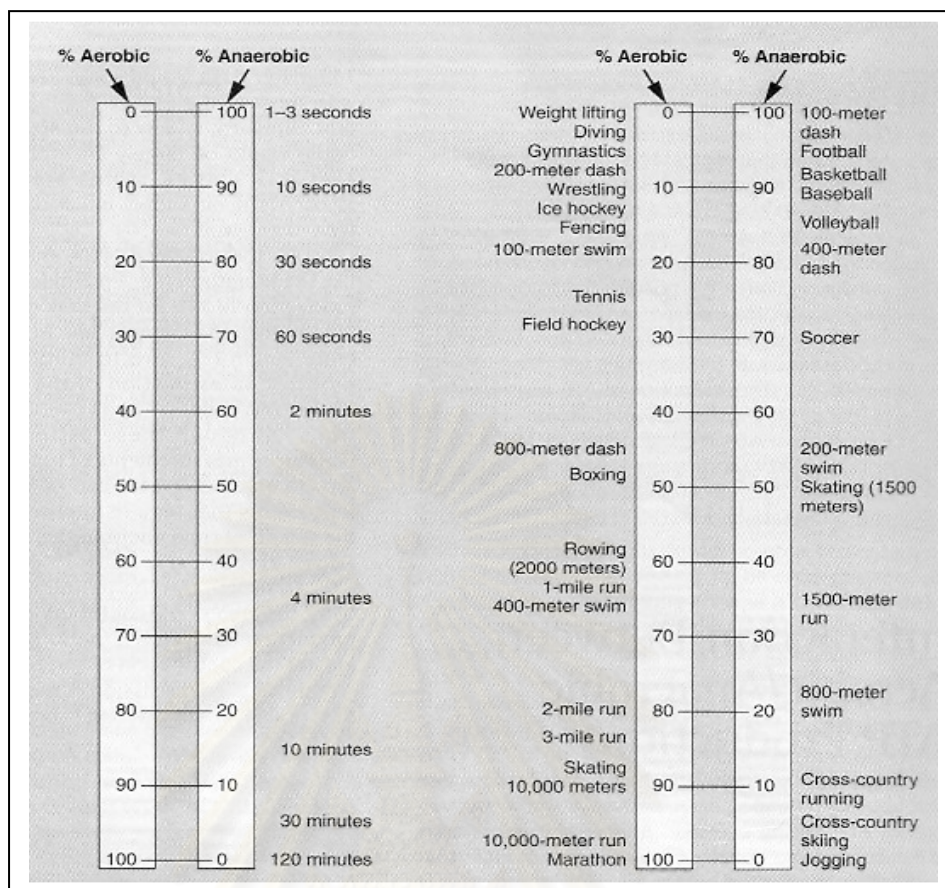 % Aerobic % Anaerobic
0 100 1–3 seconds
10 90 10 seconds
20 80 30 seconds
30 70 60 seconds
40 60 2 minutes
50 50
60 40
4 minutes
70 30
80 20
10 minutes
90 10
30 minutes
100 0 120 minutes
% Aerobic % Anaerobic
Weight lifting 0 100 100-meter
Diving dash
Gymnastics Football
200-meter dash Basketball
Wrestling 10 90 Baseball
Ice hockey
Fencing Volleyball
100-meter swim 400-meter
20 80 dash
Tennis
Field hockey
30 70 Soccer
40 60
800-meter dash 200-meter
Boxing swim
50 50 Skating (1500
meters)
Rowing
(2000 meters) 60 40
1-mile run
400-meter swim 1500-meter
run
70 30
800-meter
2-mile run 80 20 swim
3-mile run
Skating
10,000 meters 90 10 Cross-country
running
Cross-country
10,000-meter run skiing
Marathon 100 0 Jogging